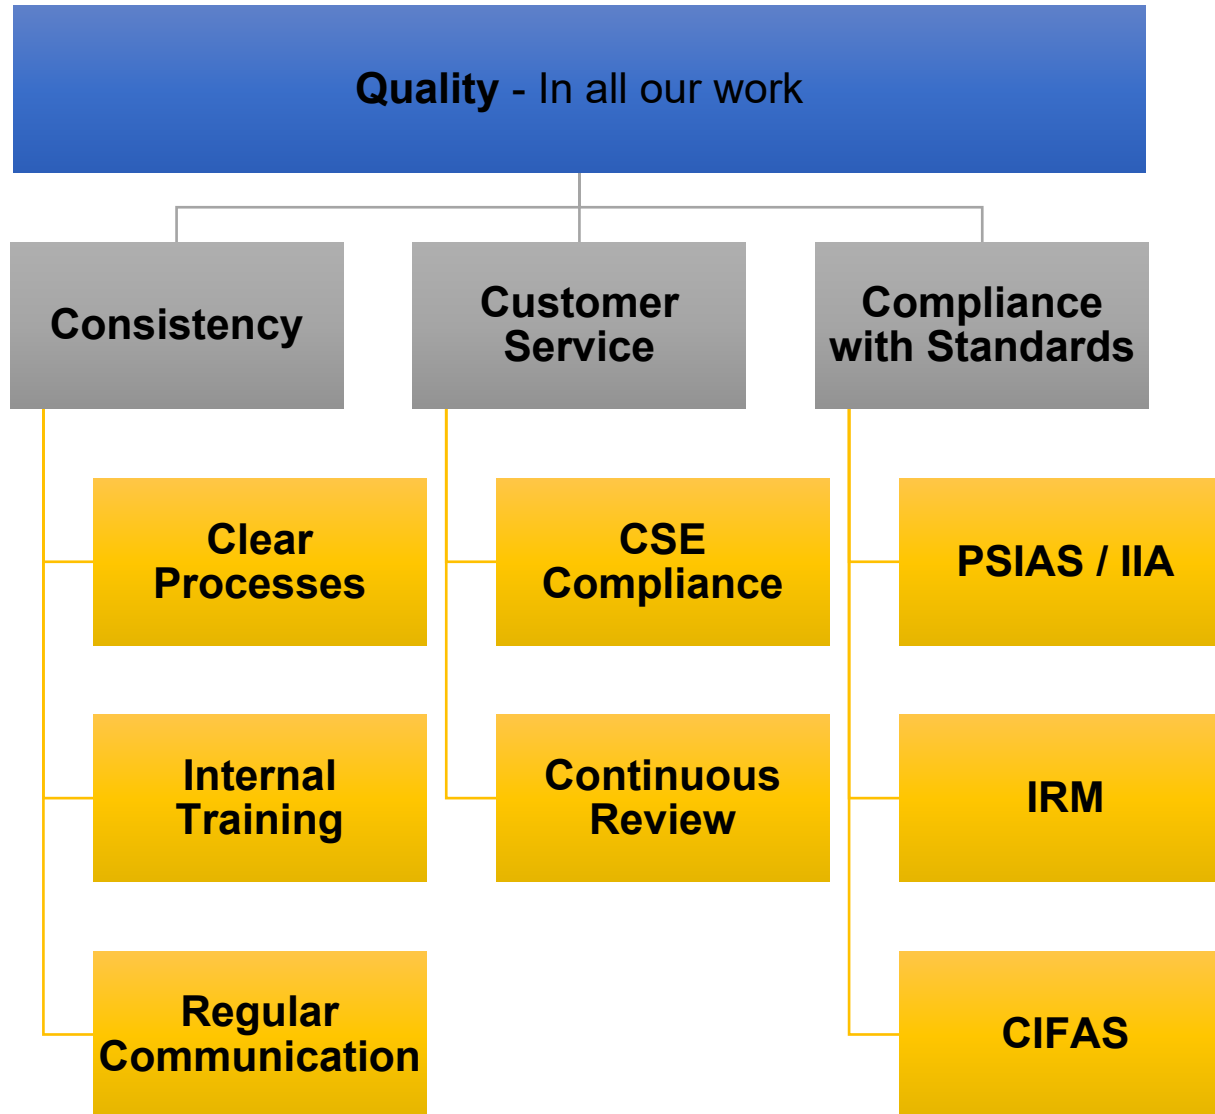 Quality - In all our work
Consistency
Customer
Service
Compliance
with Standards
Clear
Processes
CSE
Compliance
PSIAS / IIA
Internal
Training
Continuous
Review
IRM
Regular
Communication
CIFAS